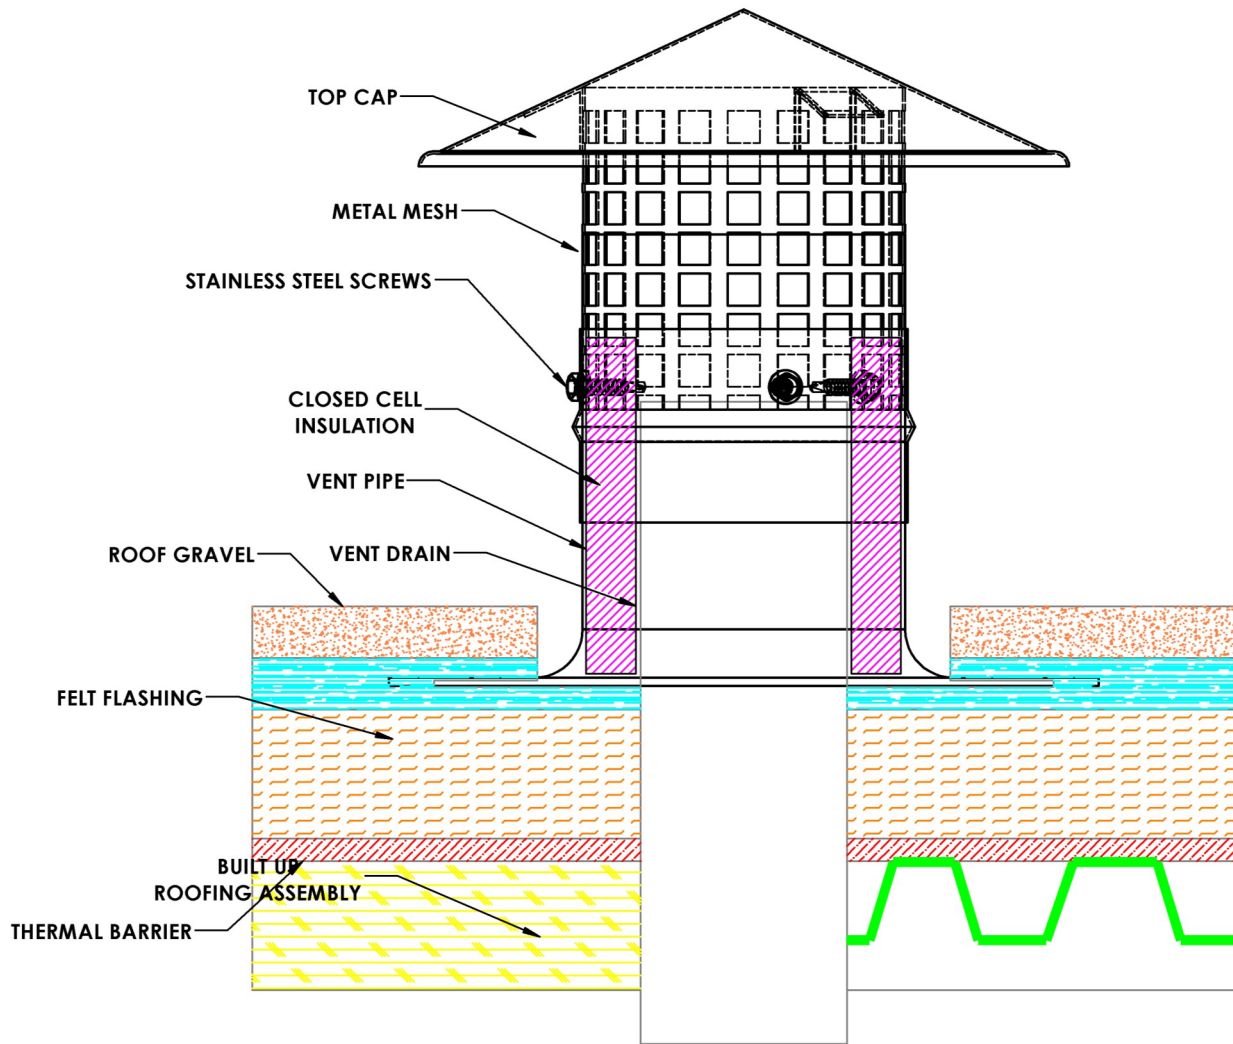 TOP CAP
METAL MESH
STAINLESS STEEL SCREWS
CLOSED CELL
INSULATION
VENT PIPE
ROOF GRAVEL
VENT DRAIN
FELT FLASHING
BUILT UP
ROOFING ASSEMBLY
THERMAL BARRIER